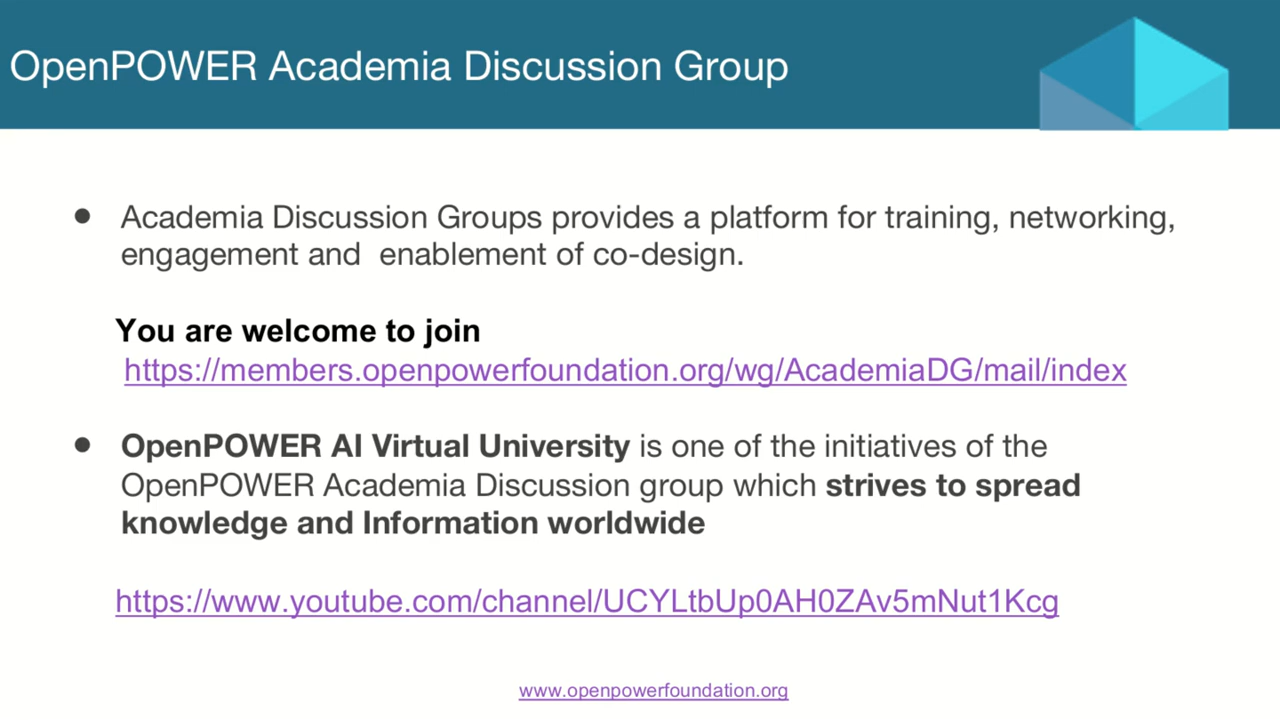 OpenPOWER Academia Discussion Group
● Academia Discussion Groups provides a platform for training, networking,
engagement and  enablement of co-design.
You are welcome to join
https://members.openpowerfoundation.org/wg/AcademiaDG/mail/index
● OpenPOWER AI Virtual University is one of the initiatives of the
OpenPOWER Academia Discussion group which strives to spread
knowledge and Information worldwide
https://www.youtube.com/channel/UCYLtbUp0AH0ZAv5mNut1Kcg
www.openpowerfoundation.org